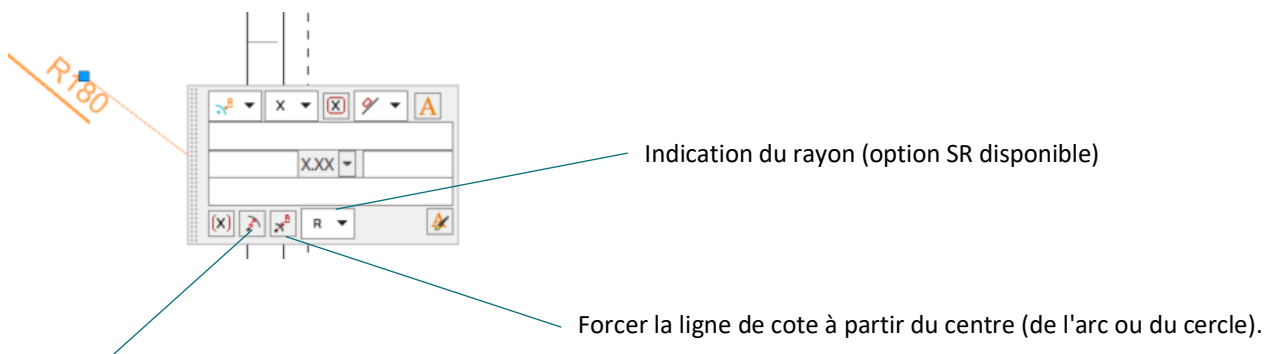 R180
R X X A
X.XX
Indication du rayon (option SR disponible)
(X) R R A
Forcer la ligne de cote à partir du centre (de l'arc ou du cercle).